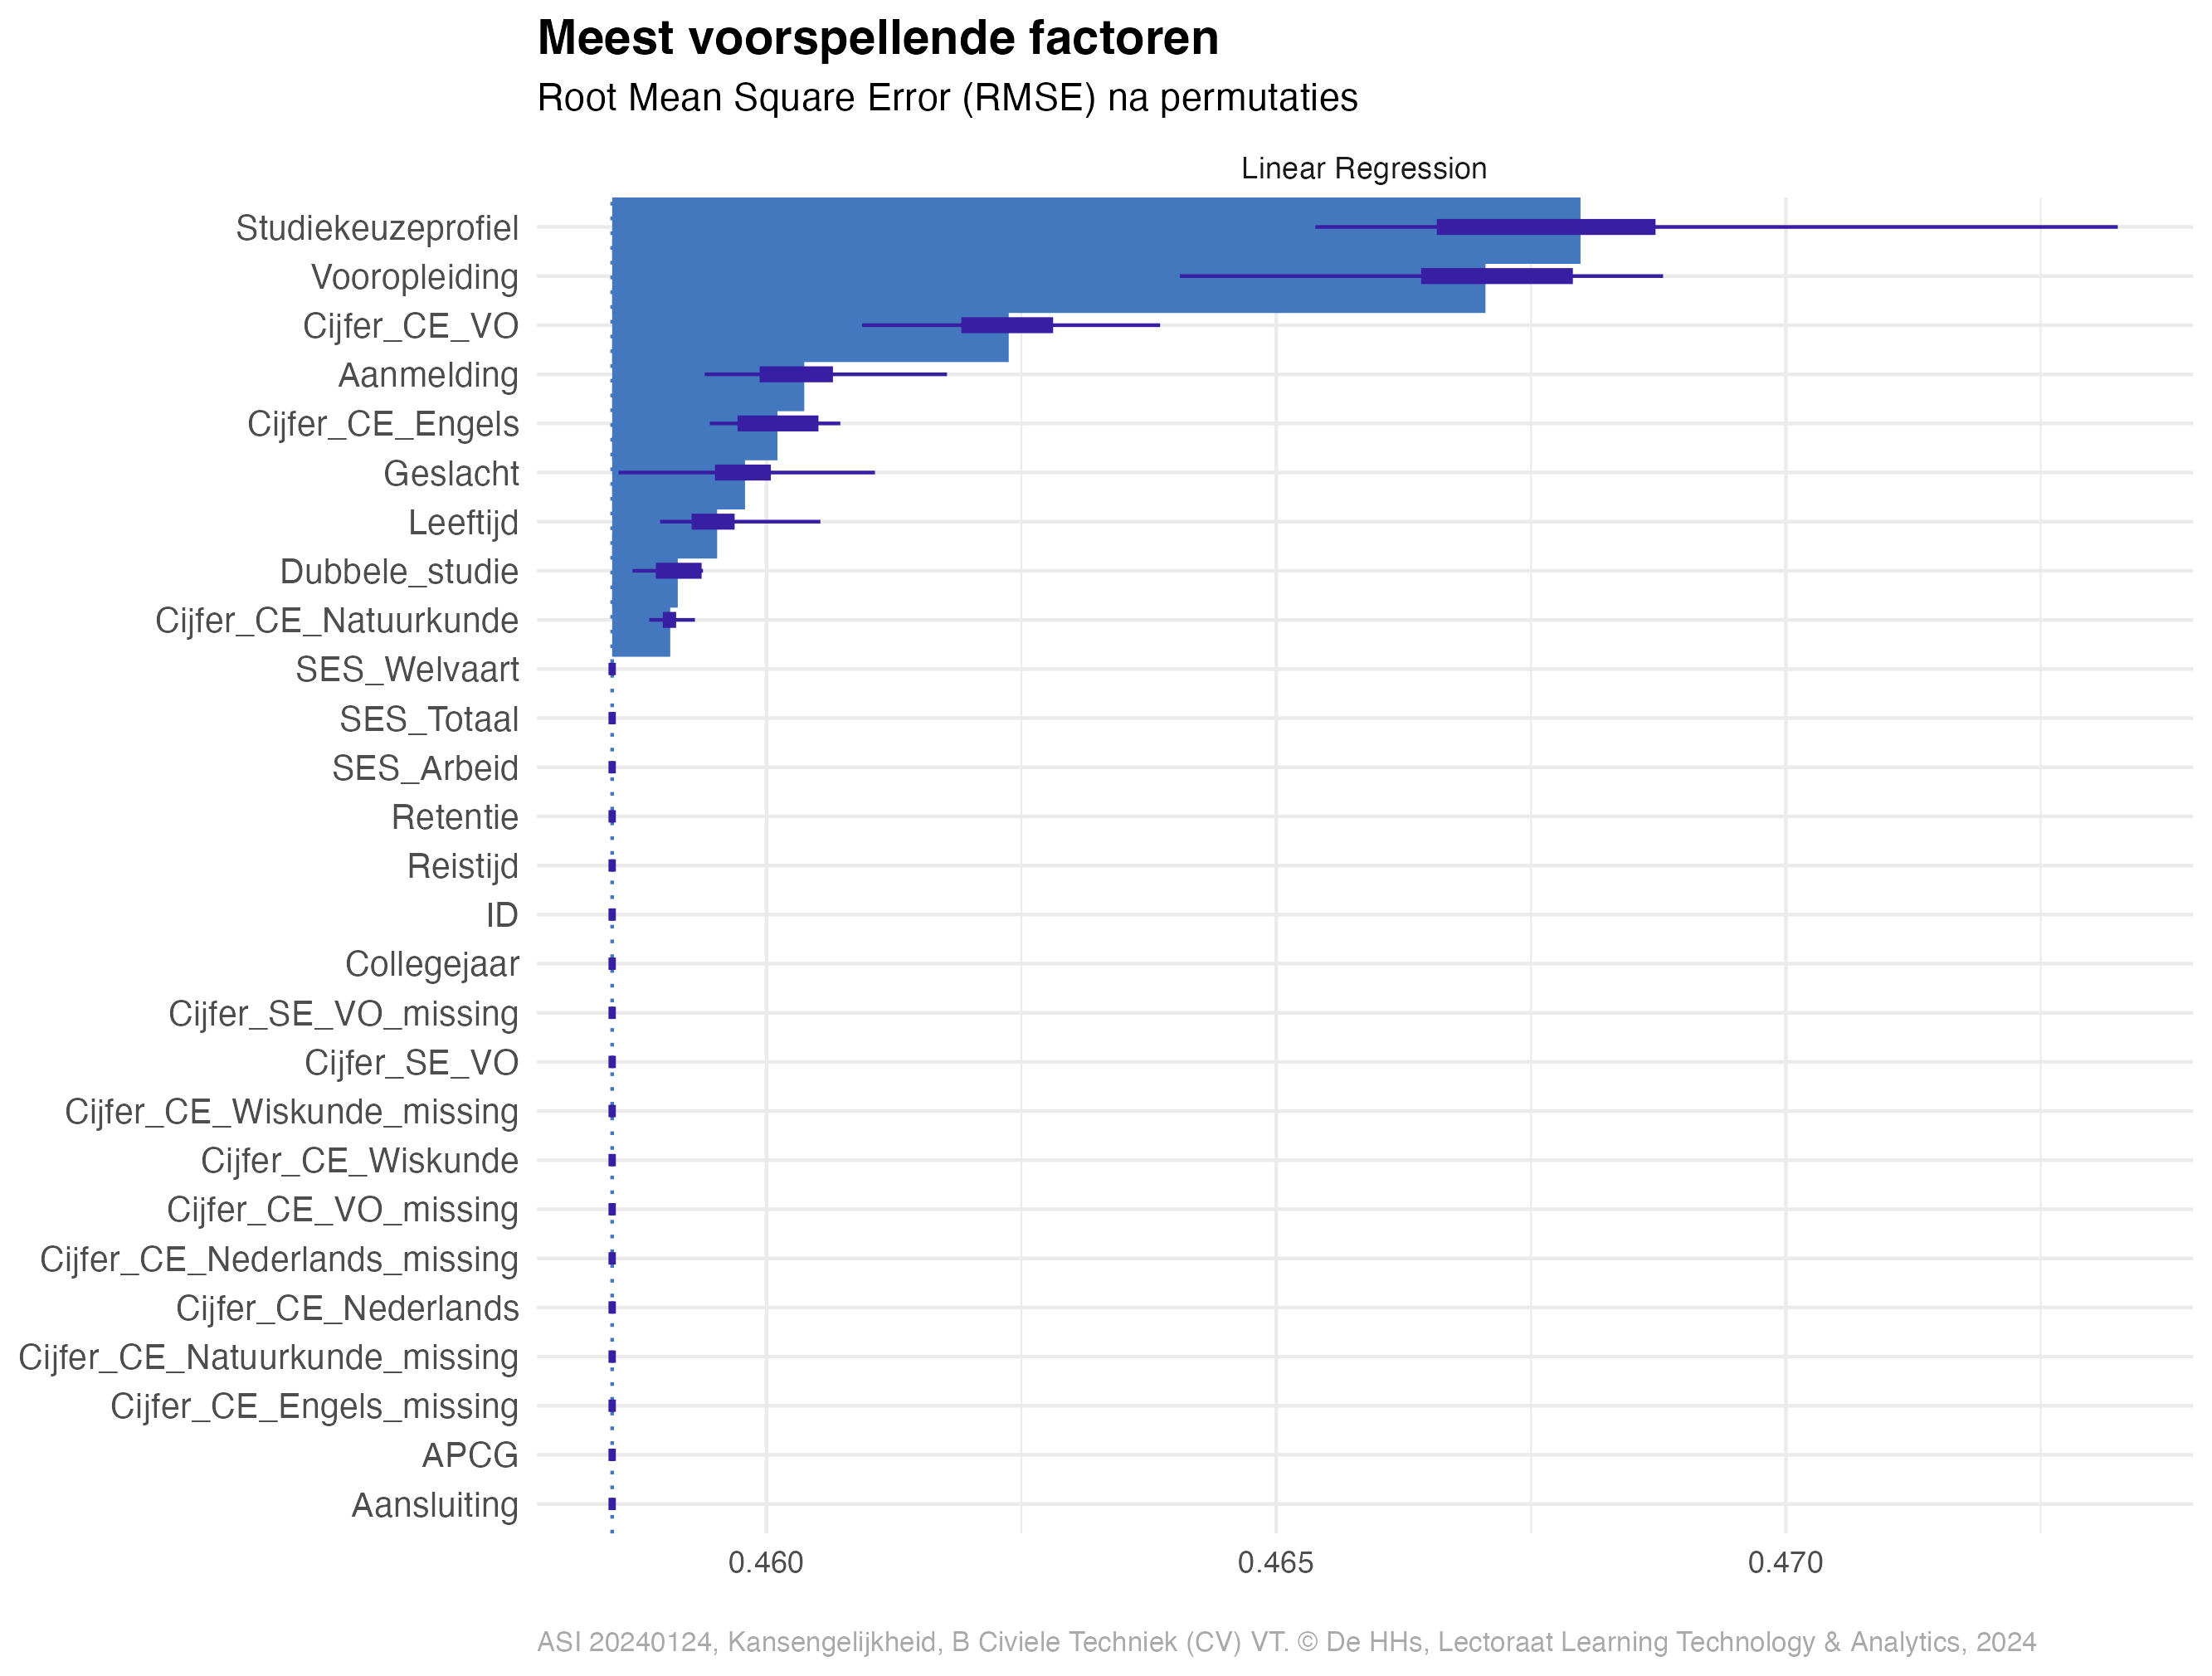 Meest voorspellende factoren
Root Mean Square Error (RMSE) na permutaties
Linear Regression
Studiekeuzeprofiel
Vooropleiding
Cijfer_CE_VO
Aanmelding
Cijfer_CE_Engels
Geslacht
Leeftijd
Dubbele_studie
Cijfer_CE_Natuurkunde
SES_Welvaart
SES_Totaal
SES_Arbeid
Retentie
Reistijd
ID
Collegejaar
Cijfer_SE_VO_missing
Cijfer_SE_VO
Cijfer_CE_Wiskunde_missing
Cijfer_CE_Wiskunde
Cijfer_CE_VO_missing
Cijfer_CE_Nederlands_missing
Cijfer_CE_Nederlands
Cijfer_CE_Natuurkunde_missing
Cijfer_CE_Engels_missing
APCG
Aansluiting
0.460 0.465 0.470
ASI 20240124, Kansengelijkheid, B Civiele Techniek (CV) VT. © De HHs, Lectoraat Learning Technology & Analytics, 2024